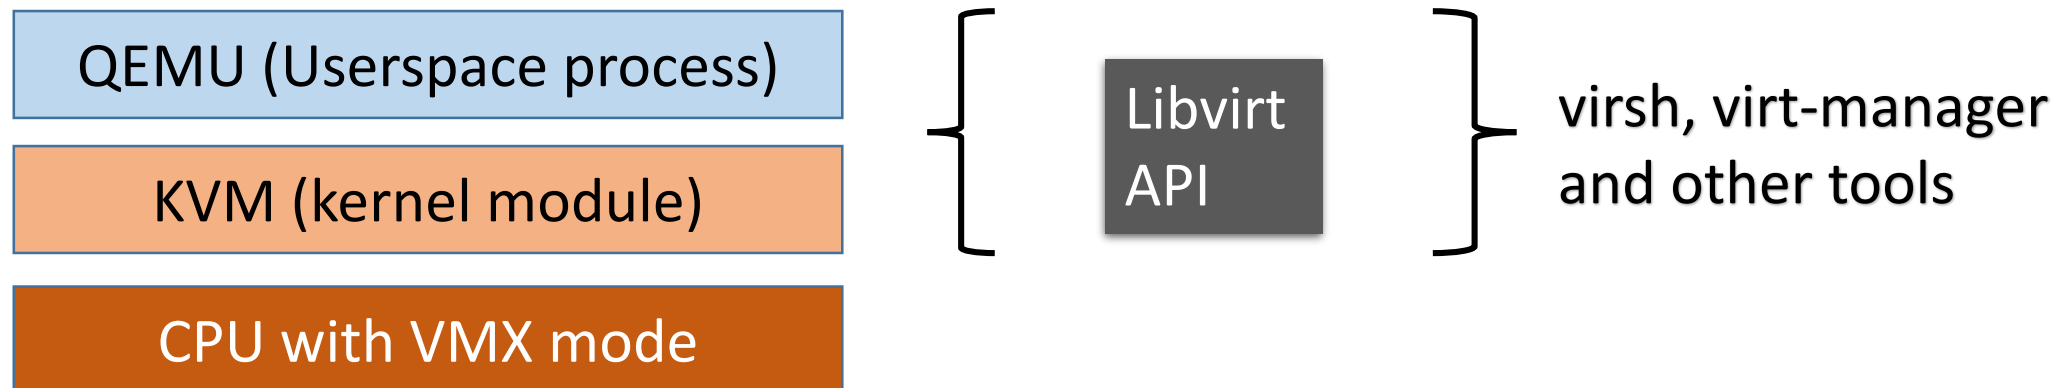 QEMU (Userspace process)
KVM (kernel module)
CPU with VMX mode
Libvirt
API
virsh, virt-manager
and other tools